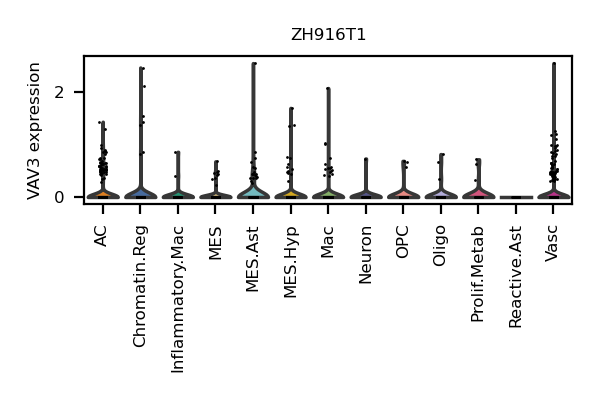 ZH916T1
VAV3 expression
2
0
AC
Chromatin.Reg
Inflammatory.Mac
MES
MES.Ast
MES.Hyp
Mac
Neuron
OPC
Oligo
Prolif.Metab
Reactive.Ast
Vasc